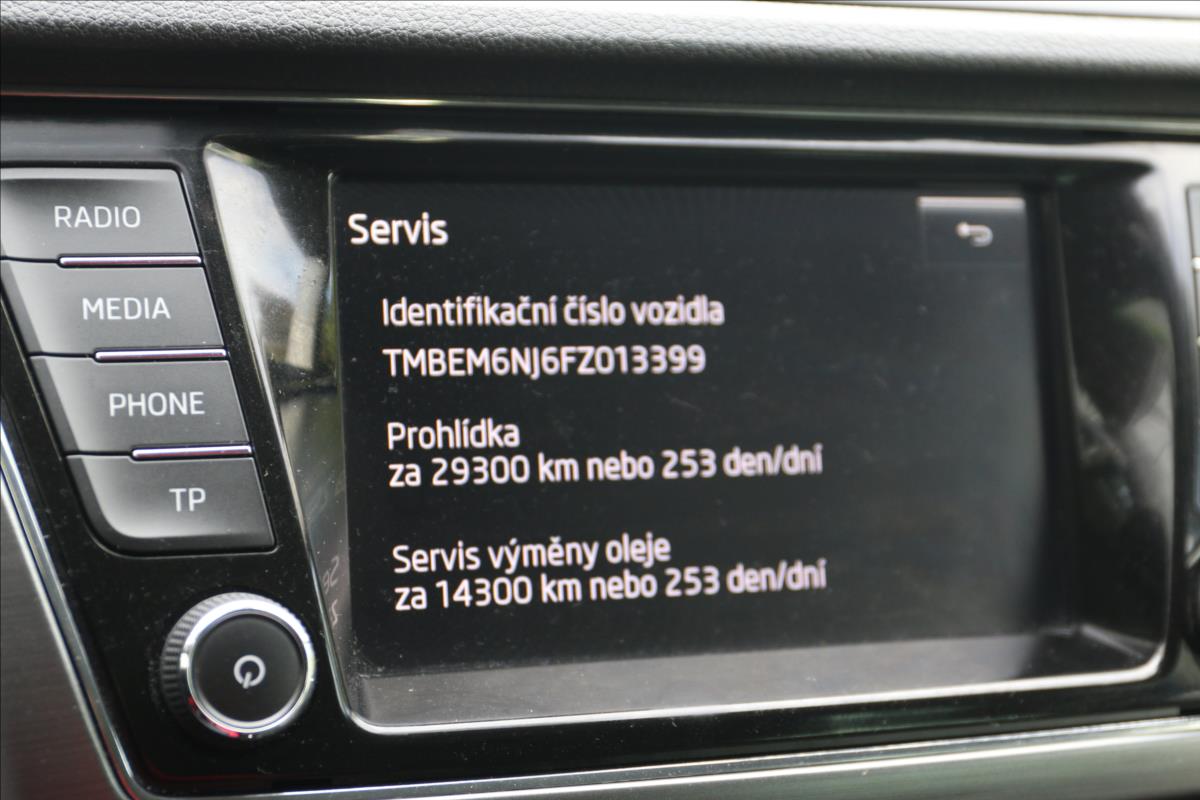 RADIO
MEDIA
PHONE
TP
Servis
Identifikační číslo vozidla
TMBEM6NJ6FZ013399
Prohlídka
za 29300 km nebo 253 den/dní
Servis výměny oleje
za 14300 km nebo 253 den/dní